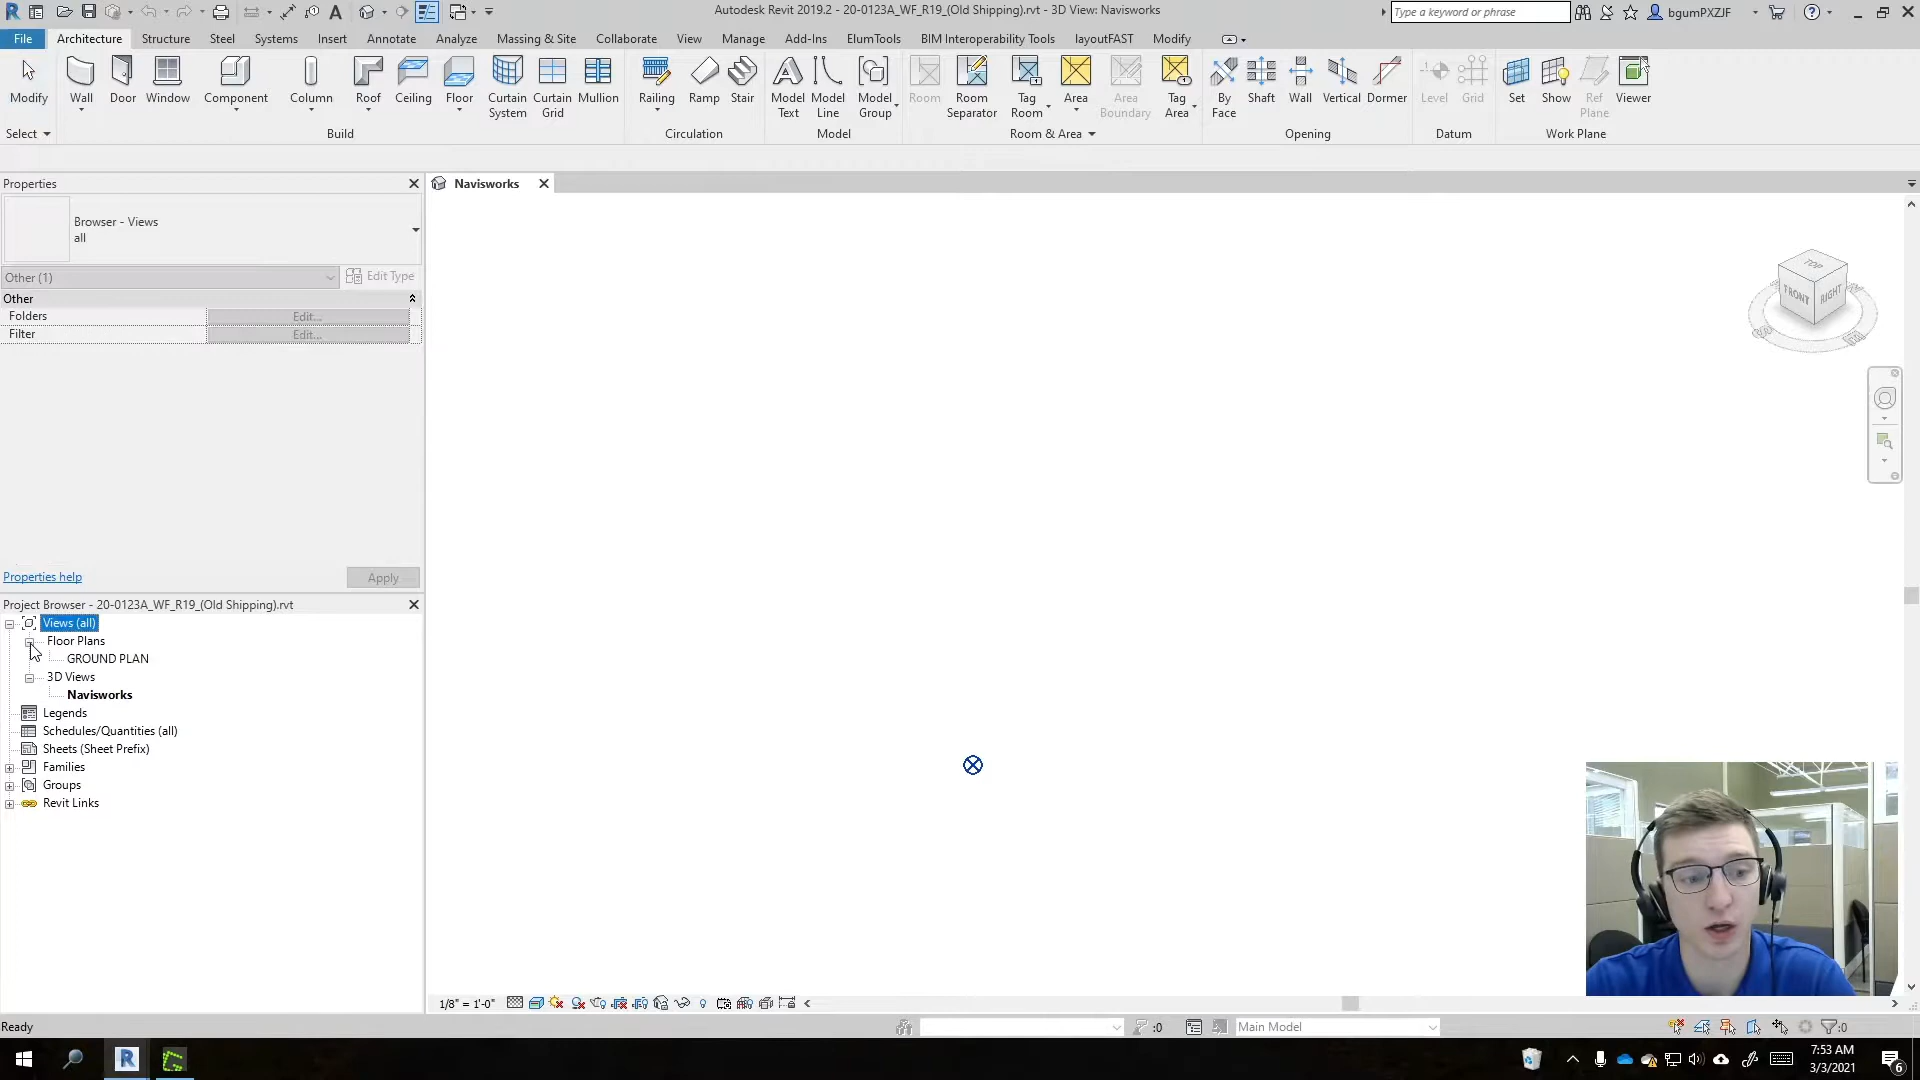 Autodesk Revit 2019.2 - 20-0123A_WF_R19_(Old Shipping).rvt - 3D View: Navisworks
Type a keyword or phrase
bgumPXZJF
File Architecture Structure Steel Systems Insert Annotate Analyze Massing & Site Collaborate View Manage Add-Ins ElumTools BIM Interoperability Tools layoutFAST Modify
Modify Wall Door Window Component Column Roof Ceiling Floor Curtain System Curtain Grid Mullion Railing Ramp Stair Model Text Model Line Model Group Room Room Separator Tag Room Area Area Boundary Tag Area By Face Shaft Wall Vertical Dormer Level Grid Set Show Ref Plane Viewer
Select Build Circulation Model Room & Area Opening Datum Work Plane
Properties
Navisworks
Browser - Views
all
Other (1)
Edit Type
Other
Folders Edit...
Filter Edit...
Properties help
Apply
TOP
FRONT
RIGHT
Project Browser - 20-0123A_WF_R19_(Old Shipping).rvt
Views (all)
Floor Plans
GROUND PLAN
3D Views
Navisworks
Legends
Schedules/Quantities (all)
Sheets (Sheet Prefix)
Families
Groups
Revit Links
1/8" = 1'-0"
Ready
:0
Main Model
:0
7:53 AM
3/3/2021
6